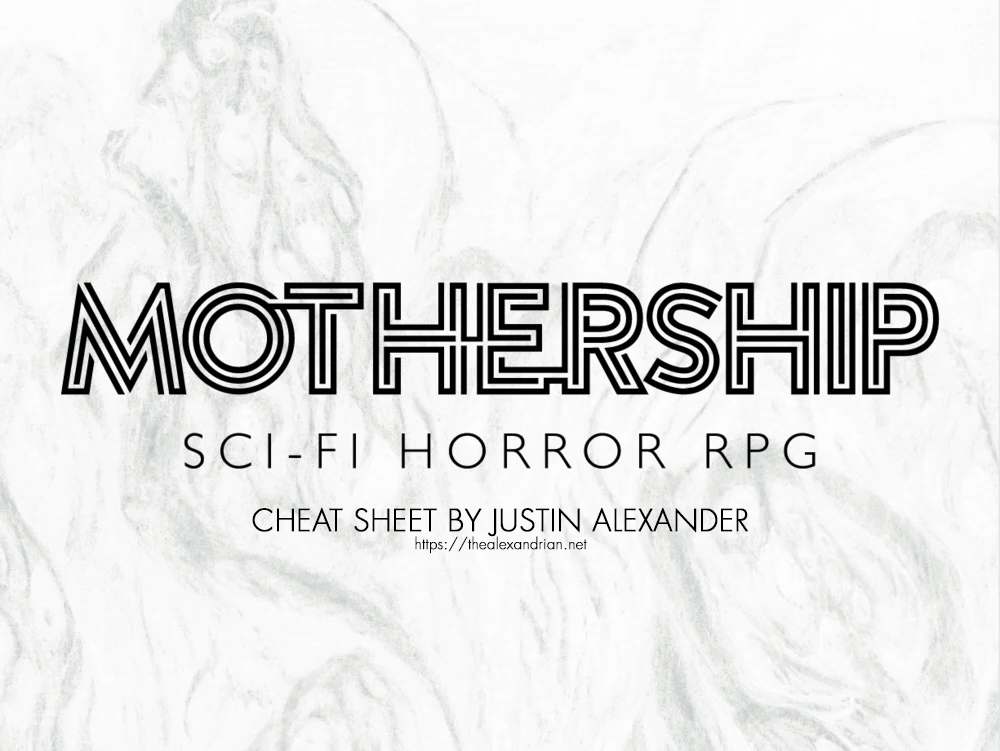 MOTHERSHIP
SCI-FI HORROR RPG
CHEAT SHEET BY JUSTIN ALEXANDER
https://thealexandrian.net